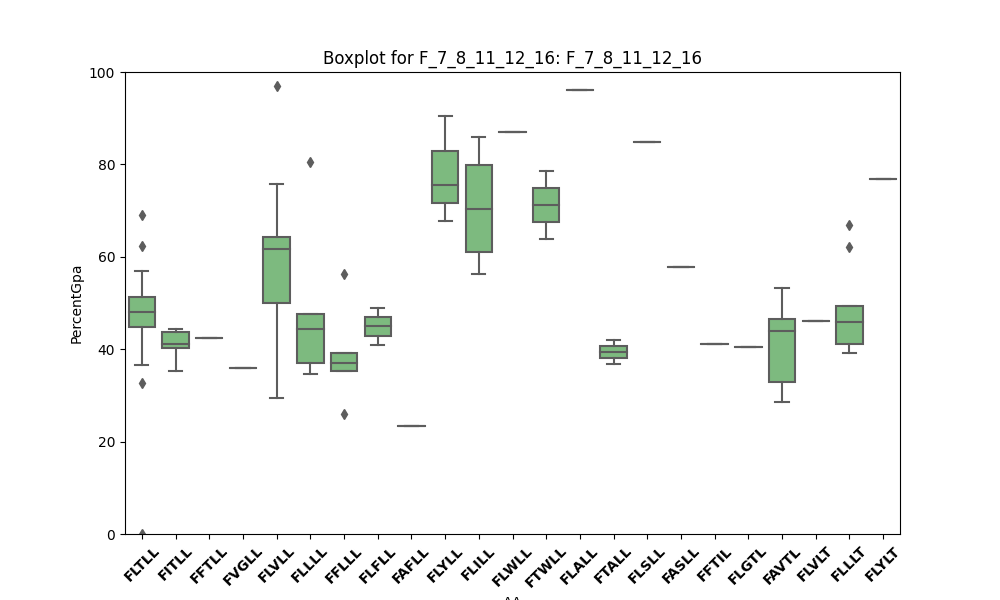 Boxplot for F_7_8_11_12_16: F_7_8_11_12_16
100
80
60
40
20
0
PercentGpa
FLTLL FITLL FFTLL FVGLL FLVLL FLLLL FFLLL FLFLL FAFLL FLYLL FLILL FLWLL FTWLL FLALL FTALL FLSLL FASLL FFTIL FLGTL FAVTL FLVLT FLLLT FLYLT